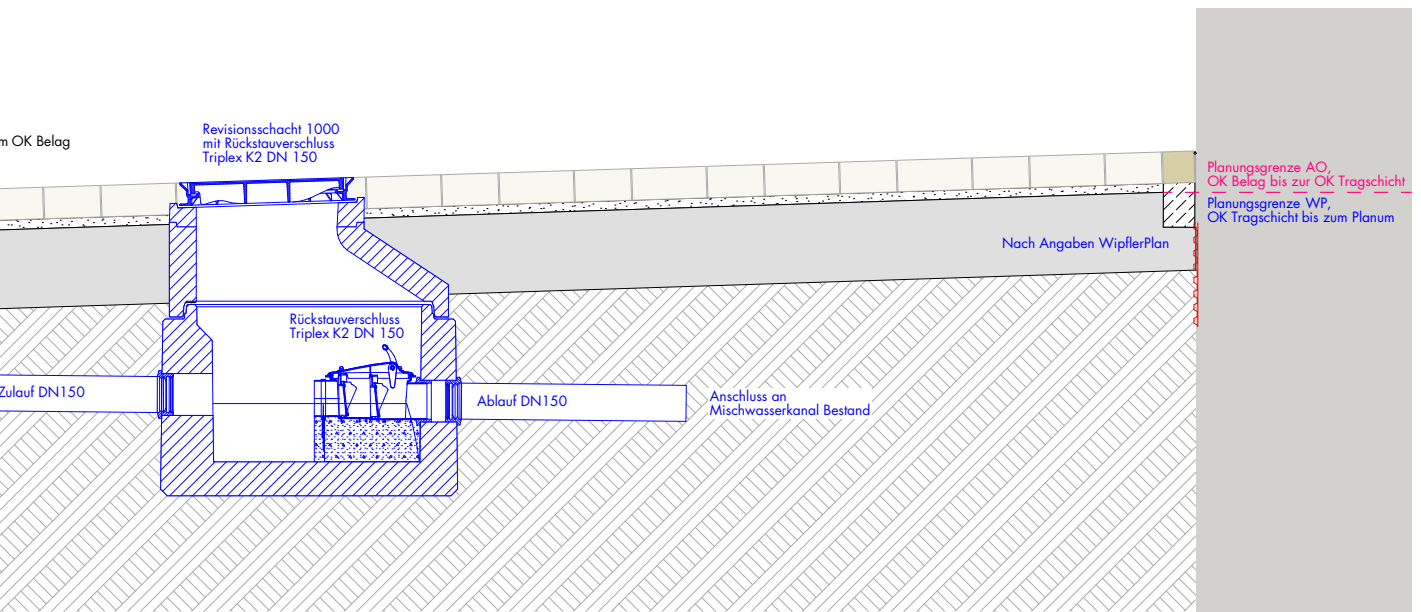 m OK Belag
Revisionsschacht 1000
mit Rückstauverschluss
Triplex K2 DN 150
Planungsgrenze AO,
OK Belag bis zur OK Tragschicht
Planungsgrenze WP,
OK Tragschicht bis zum Planum
Nach Angaben WipflerPlan
Rückstauverschluss
Triplex K2 DN 150
Zulauf DN150
Ablauf DN150
Anschluss an
Mischwasserkanal Bestand